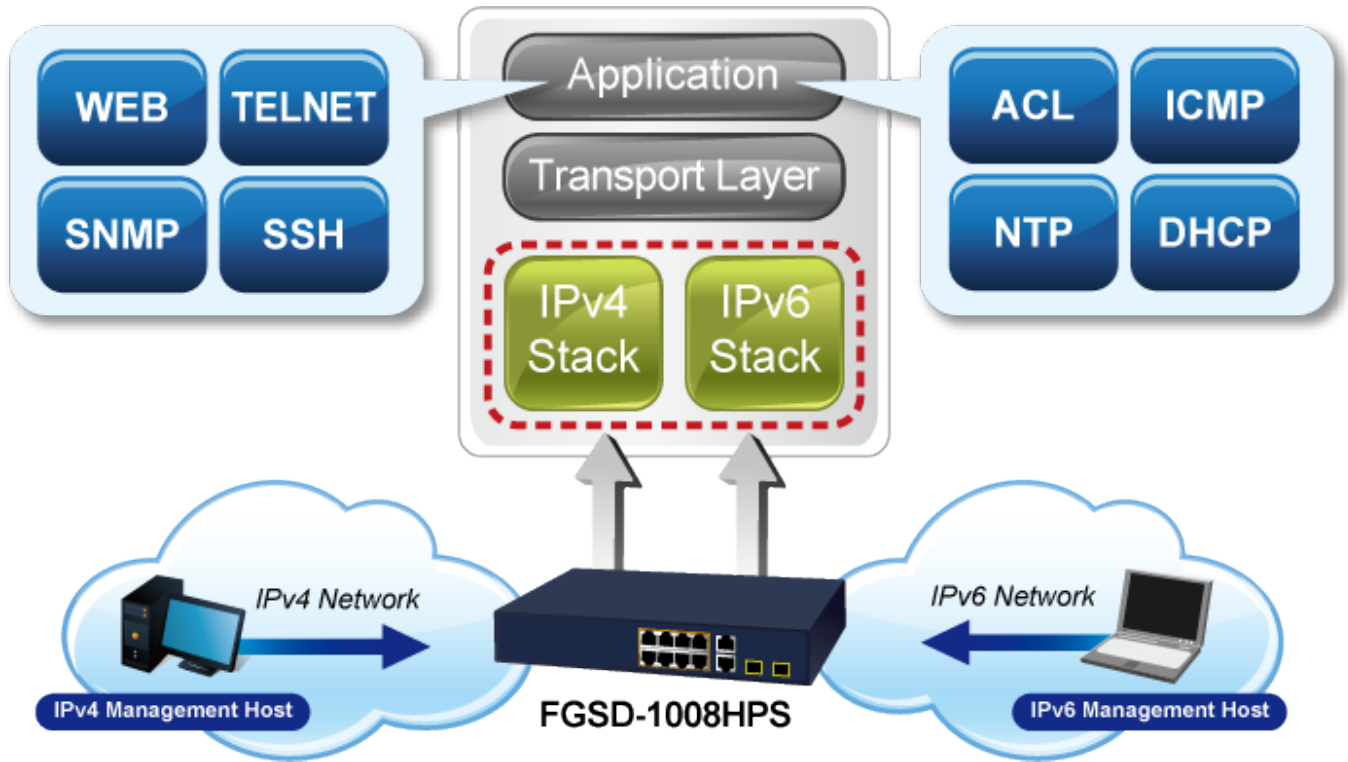 WEB
TELNET
SNMP
SSH
Application
Transport Layer
IPv4
Stack
IPv6
Stack
ACL
ICMP
NTP
DHCP
IPv4 Network
IPv4 Management Host
FGSD-1008HPS
IPv6 Network
IPv6 Management Host